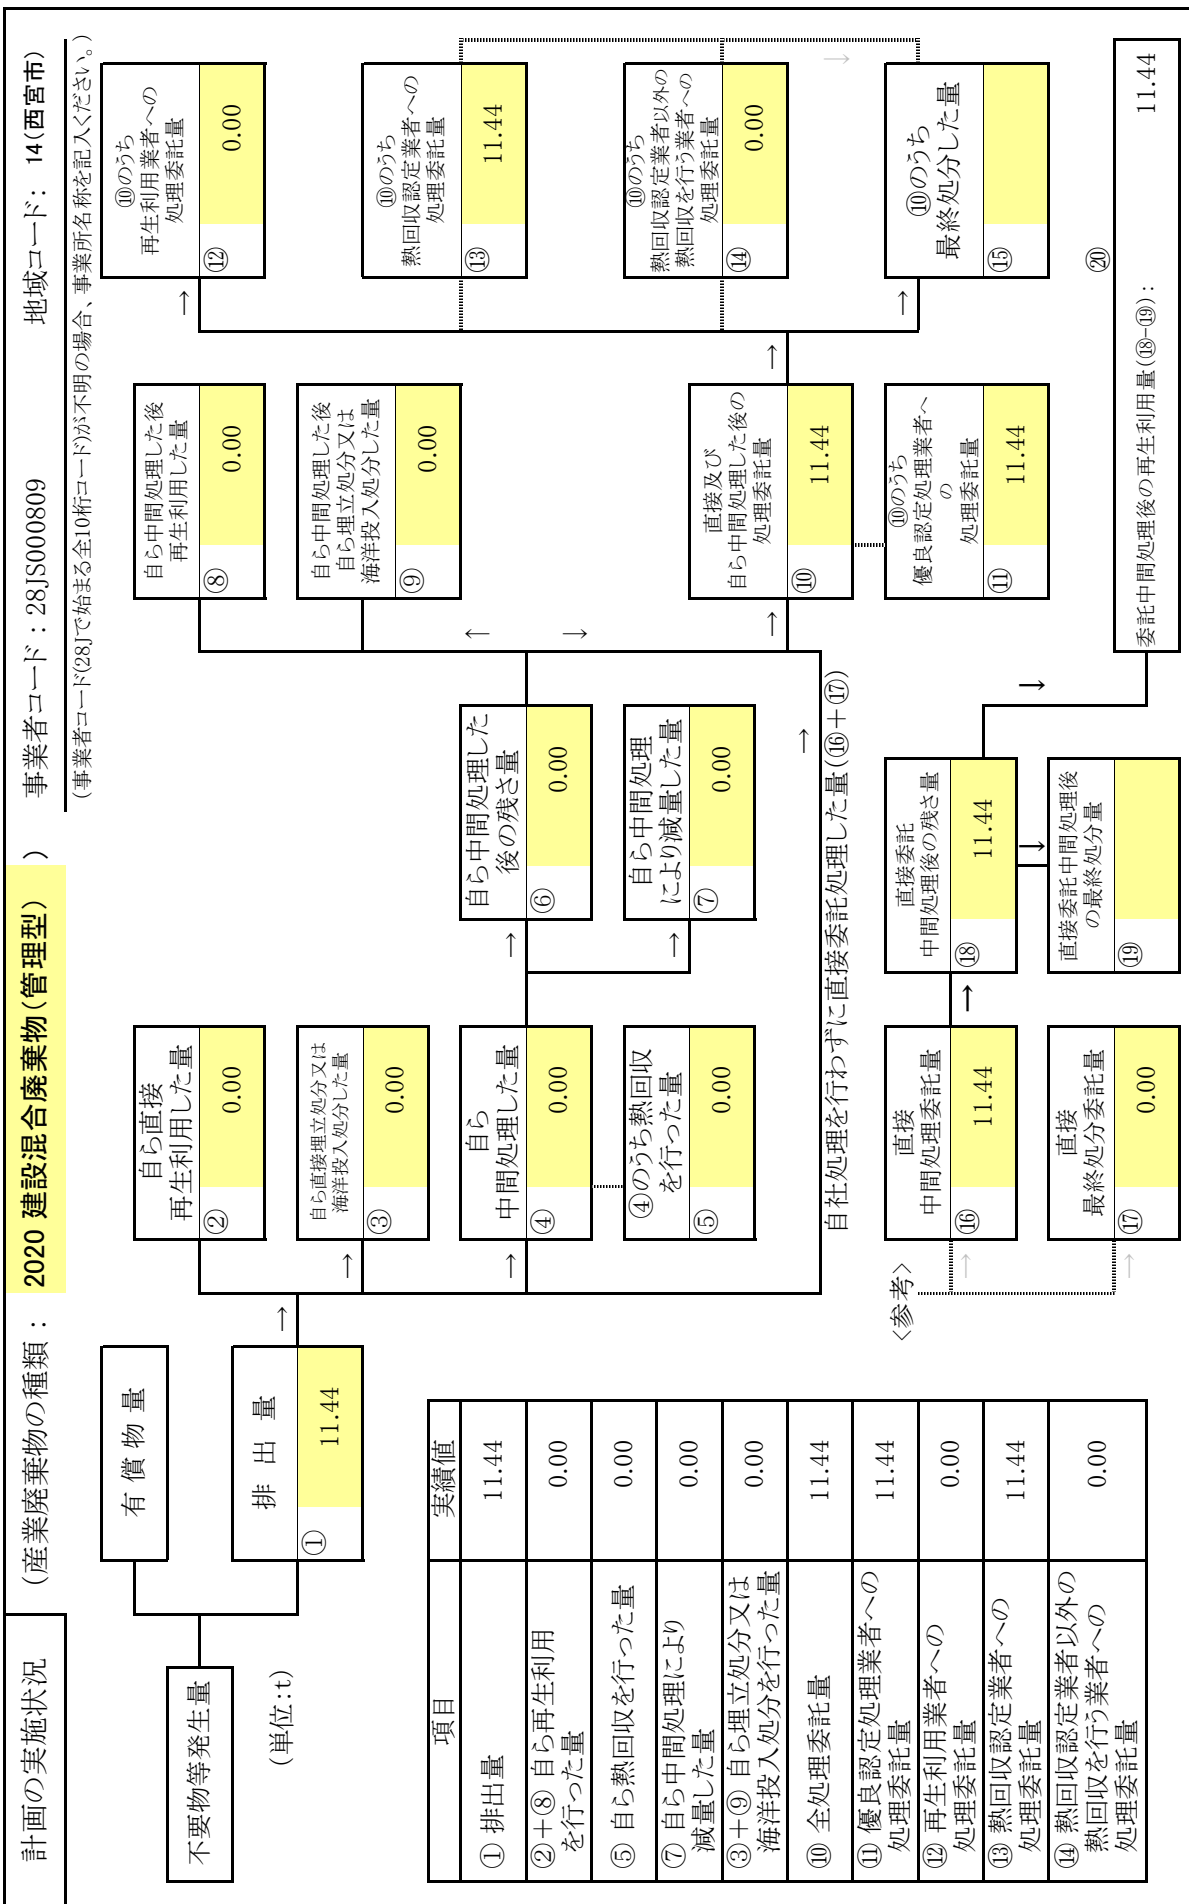 計画の実施状況
(産業廃棄物の種類： 2020 建設混合廃棄物(管理型) )
事業者コード：28JS000809
地域コード： 14(西宮市)
(事業者コード(28Jで始まる全10桁コード)が不明の場合、事業所名称を記入ください。)
不要物等発生量
(単位:t)
有 償 物 量
排 出 量
① 11.44
→
自ら直接
再生利用した量
② 0.00
自ら直接埋立処分又は
海洋投入処分した量
③ 0.00
→
自ら
中間処理した量
④ 0.00
→
④のうち熱回収
を行った量
⑤ 0.00
自ら中間処理した
後の残さ量
⑥ 0.00
→
自ら中間処理
により減量した量
⑦ 0.00
→
自ら中間処理した後
再生利用した量
⑧ 0.00
自ら中間処理した後
自ら埋立処分又は
海洋投入処分した量
⑨ 0.00
↑
↓
直接及び
自ら中間処理した後の
処理委託量
⑩ 11.44
→
⑩のうち
優良認定処理業者へ
の
処理委託量
⑪ 11.44
→
⑩のうち
再生利用業者への
処理委託量
⑫ 0.00
→
⑩のうち
熱回収認定業者への
処理委託量
⑬ 11.44
⑩のうち
熱回収認定業者以外の
熱回収を行う業者への
処理委託量
⑭ 0.00
↓
⑩のうち
最終処分した量
⑮
→
自社処理を行わずに直接委託処理した量(⑯＋⑰)
→
＜参考＞
直接
中間処理委託量
⑯ 11.44
→
直接
最終処分委託量
⑰ 0.00
→
→
直接委託
中間処理後の残さ量
⑱ 11.44
↓
直接委託中間処理後
の最終処分量
⑲
↓
⑳
委託中間処理後の再生利用量(⑱-⑲)： 11.44
項目 実績値
① 排出量 11.44
②＋⑧ 自ら再生利用
を行った量 0.00
⑤ 自ら熱回収を行った量 0.00
⑦ 自ら中間処理により
減量した量 0.00
③＋⑨ 自ら埋立処分又は
海洋投入処分を行った量 0.00
⑩ 全処理委託量 11.44
⑪ 優良認定処理業者への
処理委託量 11.44
⑫ 再生利用業者への
処理委託量 0.00
⑬ 熱回収認定業者への
処理委託量 11.44
⑭ 熱回収認定業者以外の
熱回収を行う業者への
処理委託量 0.00